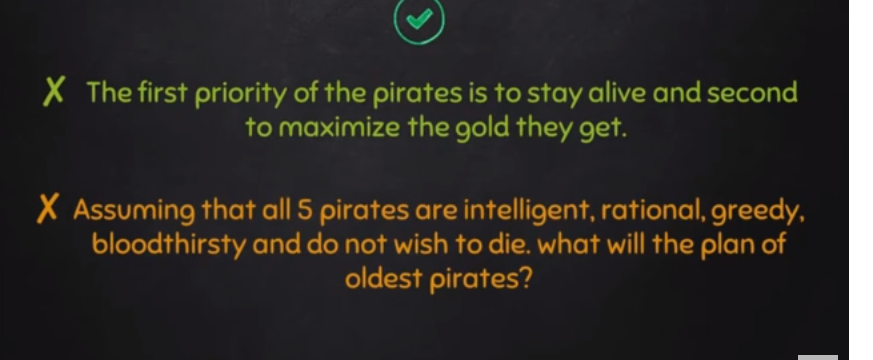 X The first priority of the pirates is to stay alive and second
to maximize the gold they get.
X Assuming that all 5 pirates are intelligent, rational, greedy,
bloodthirsty and do not wish to die. what will the plan of
oldest pirates?